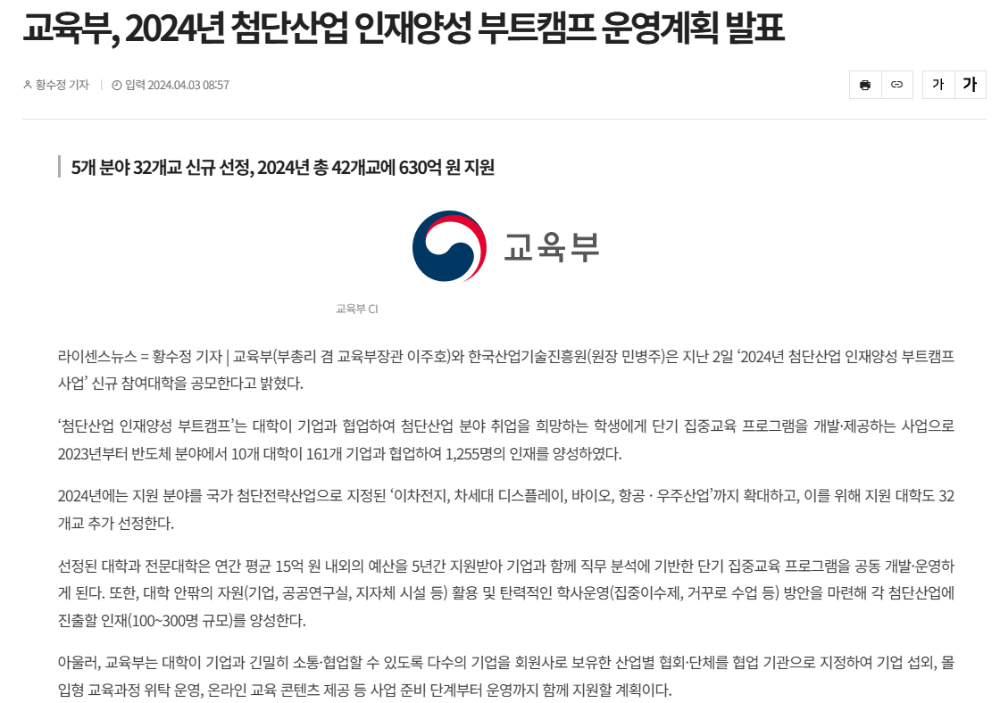 교육부, 2024년 첨단산업 인재양성 부트캠프 운영계획 발표
황수정 기자 | 입력 2024.04.03 08:57
가 가
5개 분야 32개교 신규 선정, 2024년 총 42개교에 630억 원 지원
교육부
교육부 CI
라이센스뉴스 = 황수정 기자 | 교육부(부총리 겸 교육부장관 이주호)와 한국산업기술진흥원(원장 민병주)은 지난 2일 ‘2024년 첨단산업 인재양성 부트캠프
사업’ 신규 참여대학을 공모한다고 밝혔다.
‘첨단산업 인재양성 부트캠프’는 대학이 기업과 협업하여 첨단산업 분야 취업을 희망하는 학생에게 단기 집중교육 프로그램을 개발·제공하는 사업으로
2023년부터 반도체 분야에서 10개 대학이 161개 기업과 협업하여 1,255명의 인재를 양성하였다.
2024년에는 지원 분야를 국가 첨단전략산업으로 지정된 ‘이차전지, 차세대 디스플레이, 바이오, 항공 · 우주산업’까지 확대하고, 이를 위해 지원 대학도 32
개교 추가 선정한다.
선정된 대학과 전문대학은 연간 평균 15억 원 내외의 예산을 5년간 지원받아 기업과 함께 직무 분석에 기반한 단기 집중교육 프로그램을 공동 개발·운영하
게 된다. 또한, 대학 안팎의 자원(기업, 공공연구실, 지자체 시설 등) 활용 및 탄력적인 학사운영(집중이수제, 거꾸로 수업 등) 방안을 마련해 각 첨단산업에
진출할 인재(100~300명 규모)를 양성한다.
아울러, 교육부는 대학이 기업과 긴밀히 소통·협업할 수 있도록 다수의 기업을 회원사로 보유한 산업별 협회·단체를 협업 기관으로 지정하여 기업 섭외, 몰
입형 교육과정 위탁 운영, 온라인 교육 콘텐츠 제공 등 사업 준비 단계부터 운영까지 함께 지원할 계획이다.